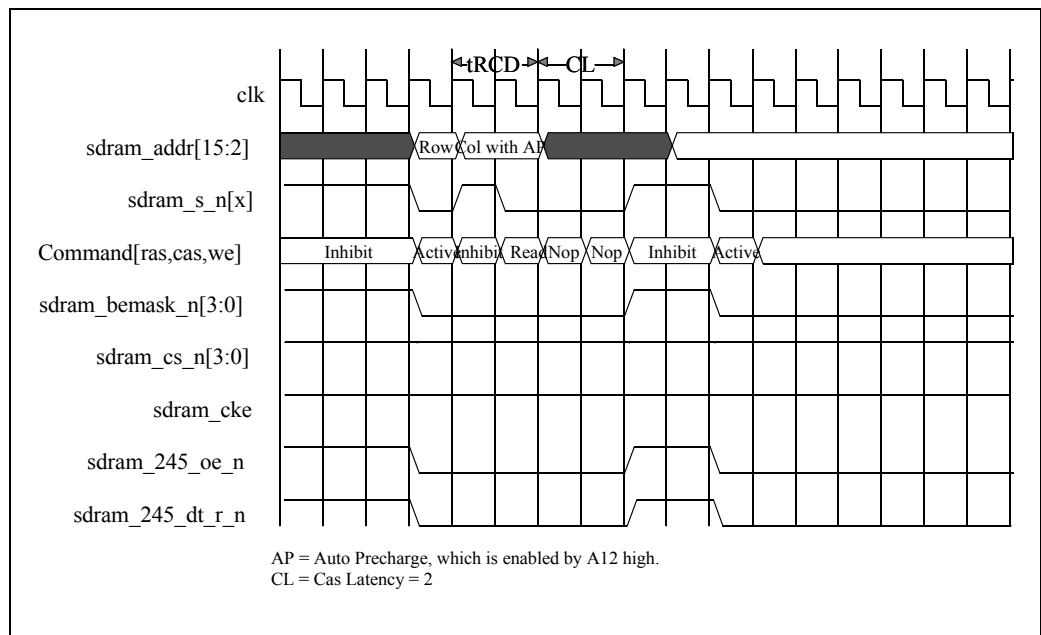 tRCD CL
clk
sdram_addr[15:2] Row Col with AP
sdram_s_n[x]
Command[ras,cas,we] Inhibit Active Inhibit Read Nop Nop Inhibit Active
sdram_bemask_n[3:0]
sdram_cs_n[3:0]
sdram_cke
sdram_245_oe_n
sdram_245_dt_r_n
AP = Auto Precharge, which is enabled by A12 high.
CL = Cas Latency = 2